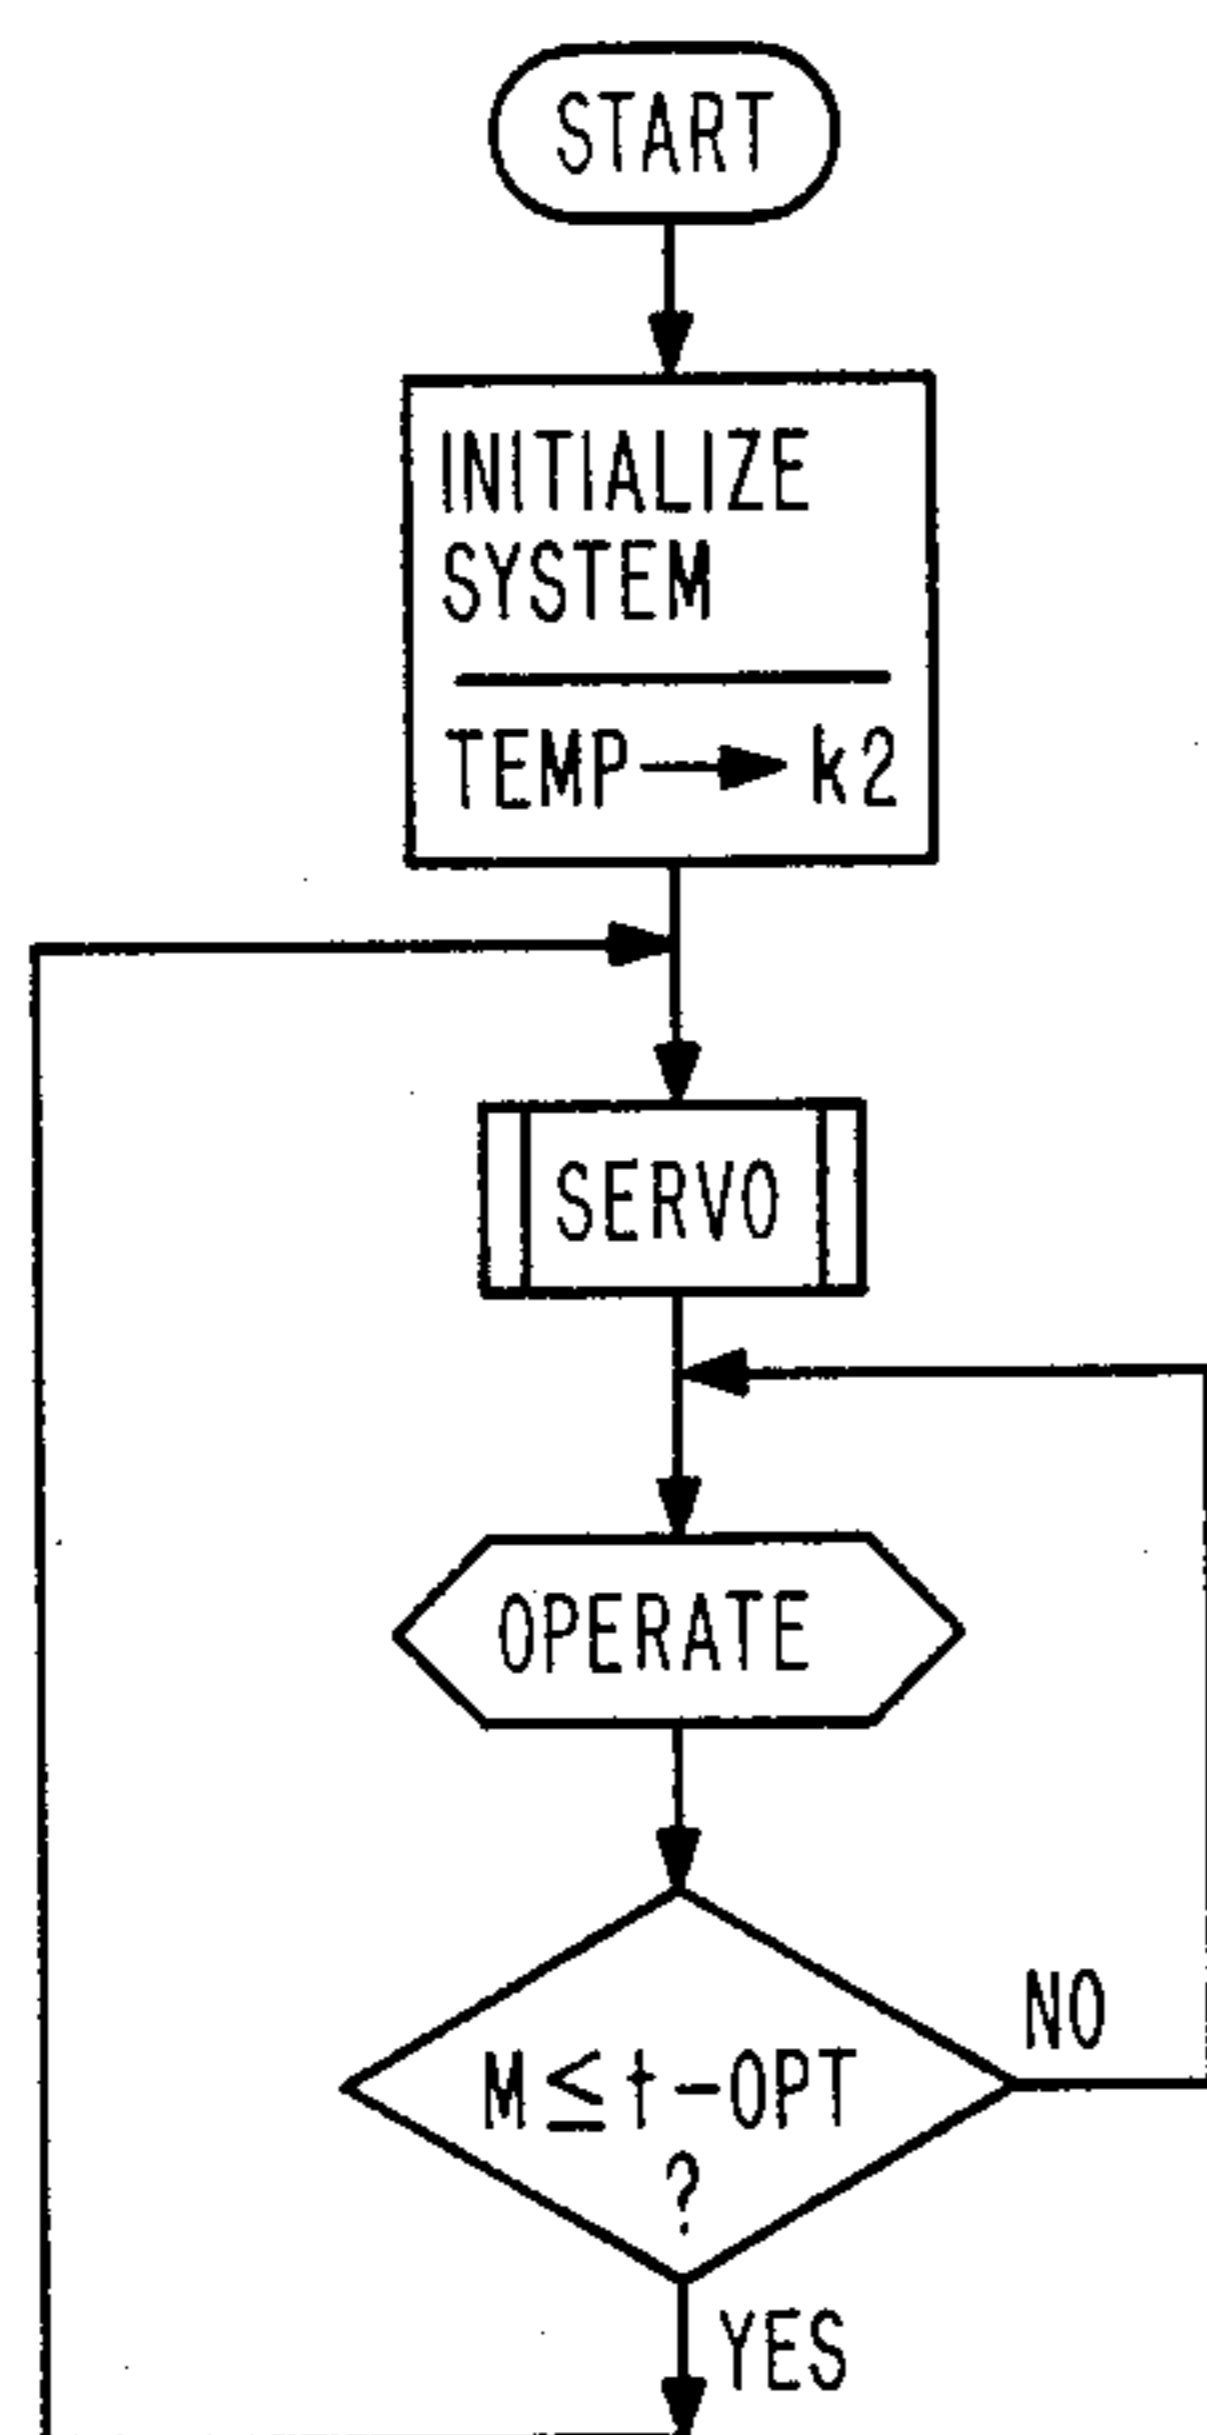 START
INITIALIZE
SYSTEM
TEMP → k2
SERVO
OPERATE
NO
M ≤ t-OPT
?
YES